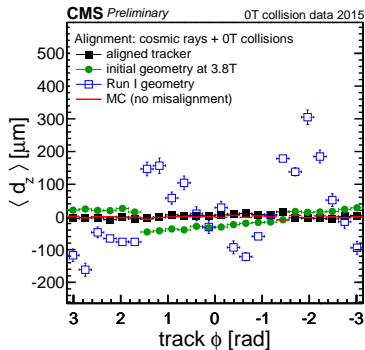 CMS Preliminary 0T collision data 2015
Alignment: cosmic rays + 0T collisions
aligned tracker
initial geometry at 3.8T
Run I geometry
MC (no misalignment)
⟨ d_z ⟩ [μm]
500
400
300
200
100
0
-100
-200
3 2 1 0 -1 -2 -3
track ϕ [rad]